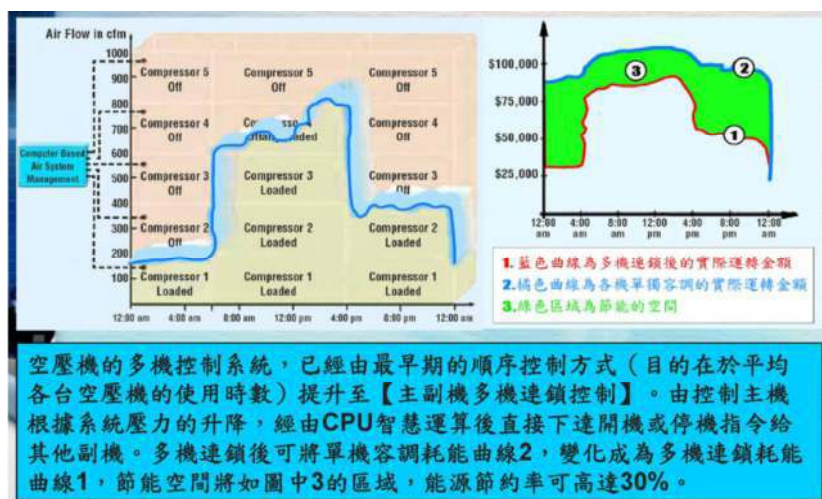 Air Flow in cfm
1000
900
800
700
600
500
400
300
200
100
Computer Based
Air System
Management
Compressor 5
Off
Compressor 5
Off
Compressor 5
Off
Compressor 4
Off
Compressor 4
Off
Compressor 3
Off
Compressor 3
Loaded
Compressor 3
Off
Compressor 2
Off
Compressor 2
Loaded
Compressor 2
Loaded
Compressor 1
Loaded
Compressor 1
Loaded
Compressor 1
Loaded
12:00 am
4:00 am
8:00 am
12:00 pm
4:00 pm
8:00 pm
12:00 am
$100,000
$75,000
$50,000
$25,000
3
2
1
12:00 am
4:00 am
8:00 am
12:00 pm
4:00 pm
8:00 pm
12:00 am
1.藍色曲線為多機連鎖後的實際運轉金額
2.橘色曲線為各機單獨容調的實際運轉金額
3.綠色區域為節能的空間
空壓機的多機控制系統，已經由最早期的順序控制方式（目的在於平均
各台空壓機的使用時數）提升至【主副機多機連鎖控制】。由控制主機
根據系統壓力的升降，經由CPU智慧運算後直接下達開機或停機指令給
其他副機。多機連鎖後可將單機容調耗能曲線2，變化成為多機連鎖耗能
曲線1，節能空間將如圖中3的區域，能源節約率可高達30%。